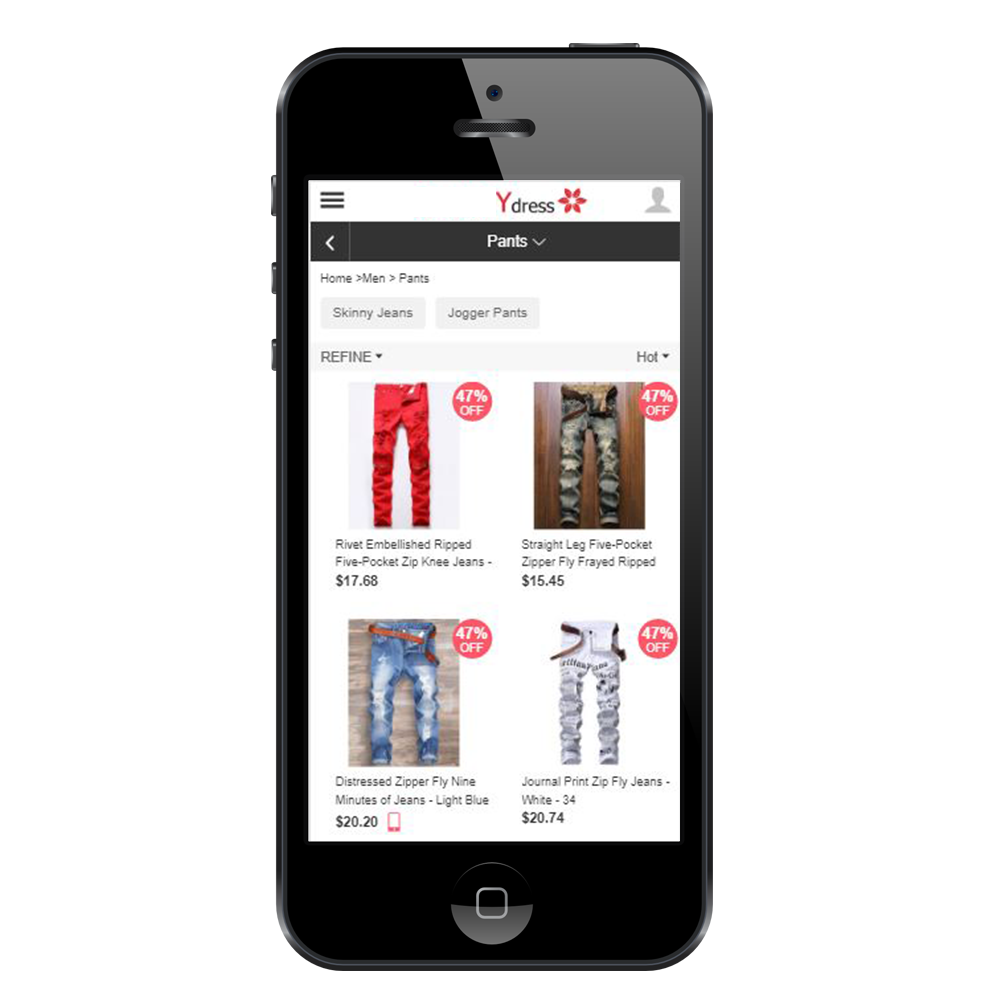 Ydress
Pants
Home >Men > Pants
Skinny Jeans
Jogger Pants
REFINE
Hot
47%
OFF
47%
OFF
Rivet Embellished Ripped
Five-Pocket Zip Knee Jeans -
$17.68
Straight Leg Five-Pocket
Zipper Fly Frayed Ripped
$15.45
47%
OFF
47%
OFF
Distressed Zipper Fly Nine
Minutes of Jeans - Light Blue
$20.20
Journal Print Zip Fly Jeans -
White - 34
$20.74